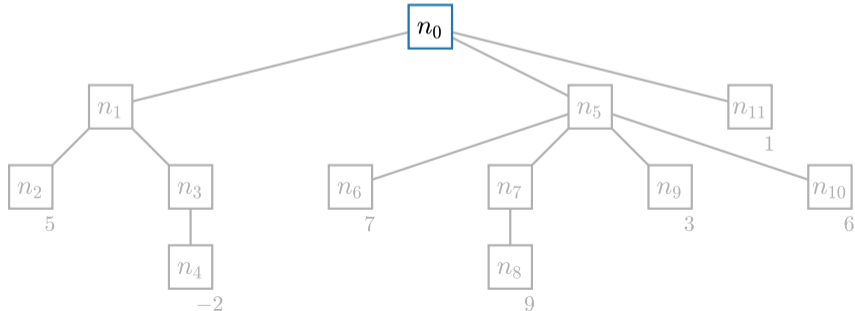 n₀
n₁ n₅ n₁₁
1
n₂ n₃ n₆ n₇ n₉ n₁₀
5 7 3 6
n₄ n₈
−2 9